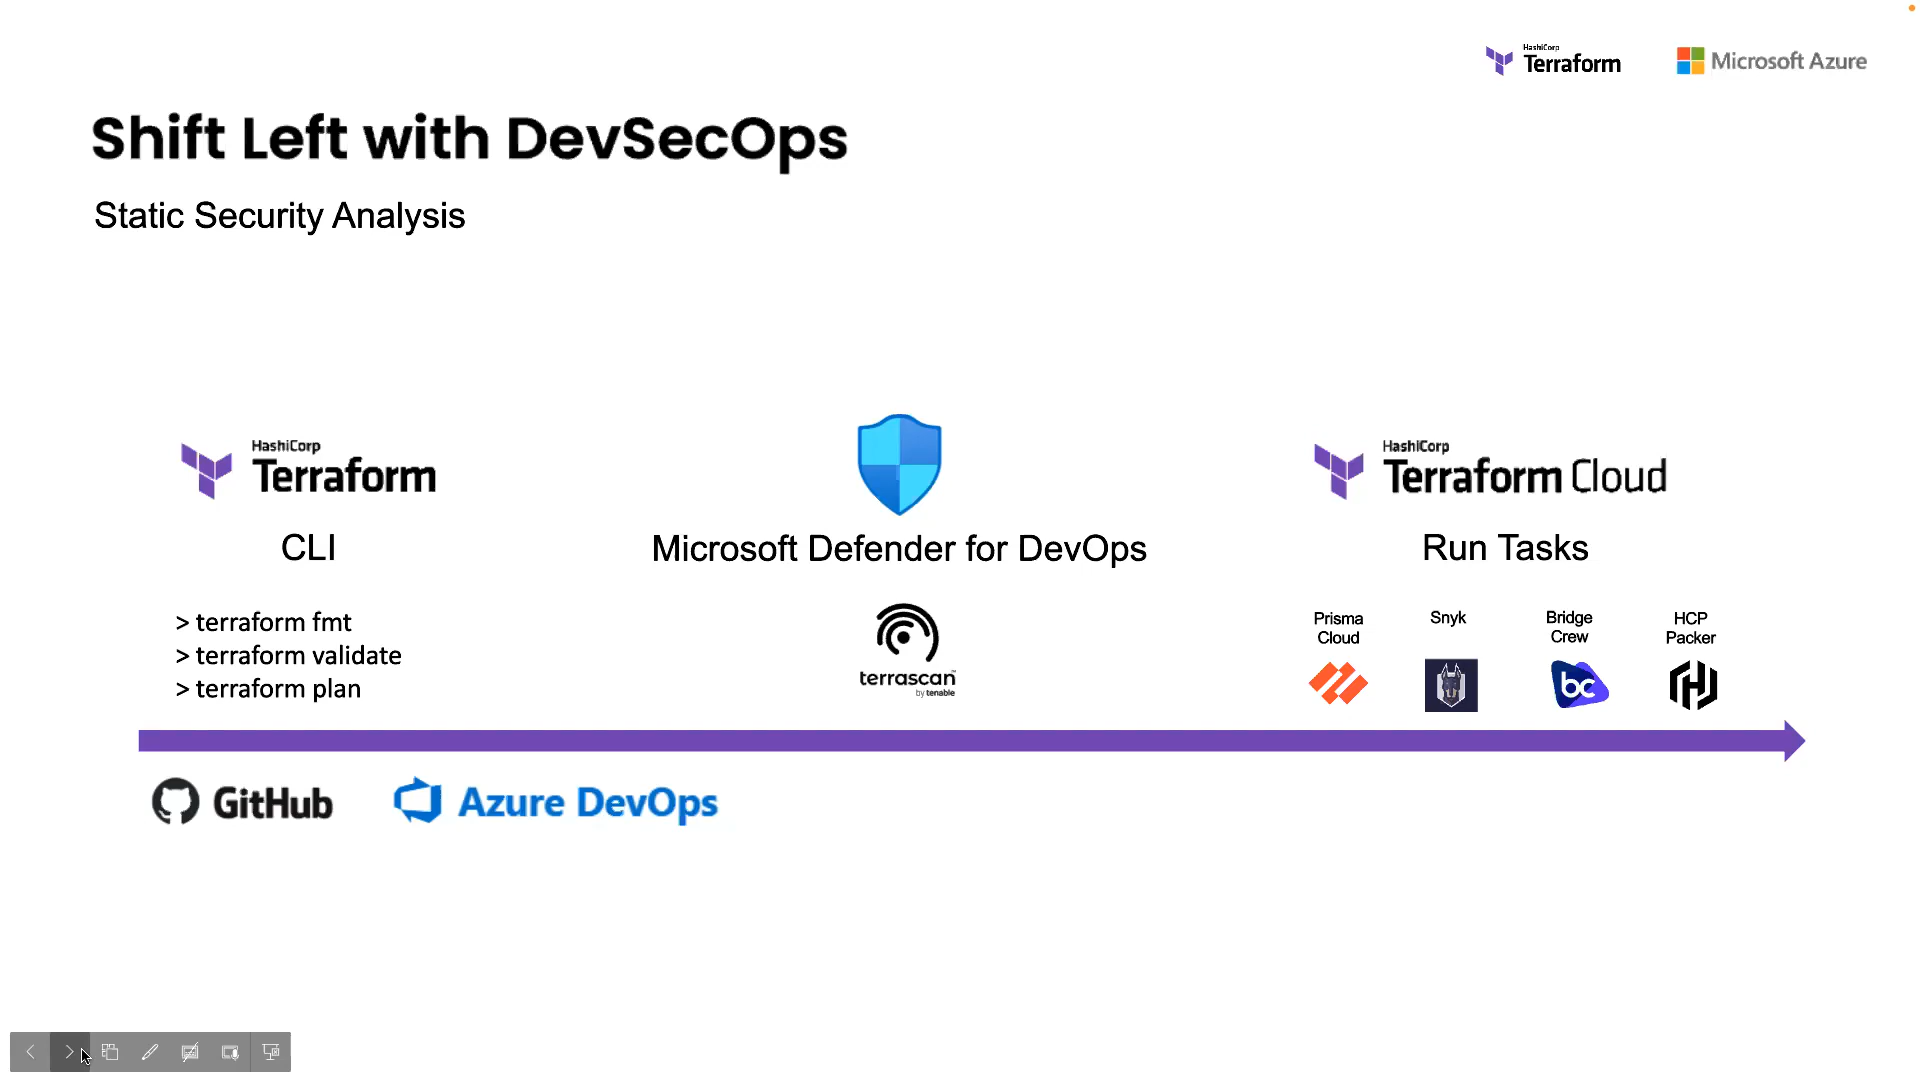 HashiCorp
Terraform
Microsoft Azure
Shift Left with DevSecOps
Static Security Analysis
HashiCorp
Terraform
CLI
> terraform fmt
> terraform validate
> terraform plan
Microsoft Defender for DevOps
terrascan™
by tenable
HashiCorp
Terraform Cloud
Run Tasks
Prisma
Cloud
Snyk
Bridge
Crew
bc
HCP
Packer
GitHub
Azure DevOps